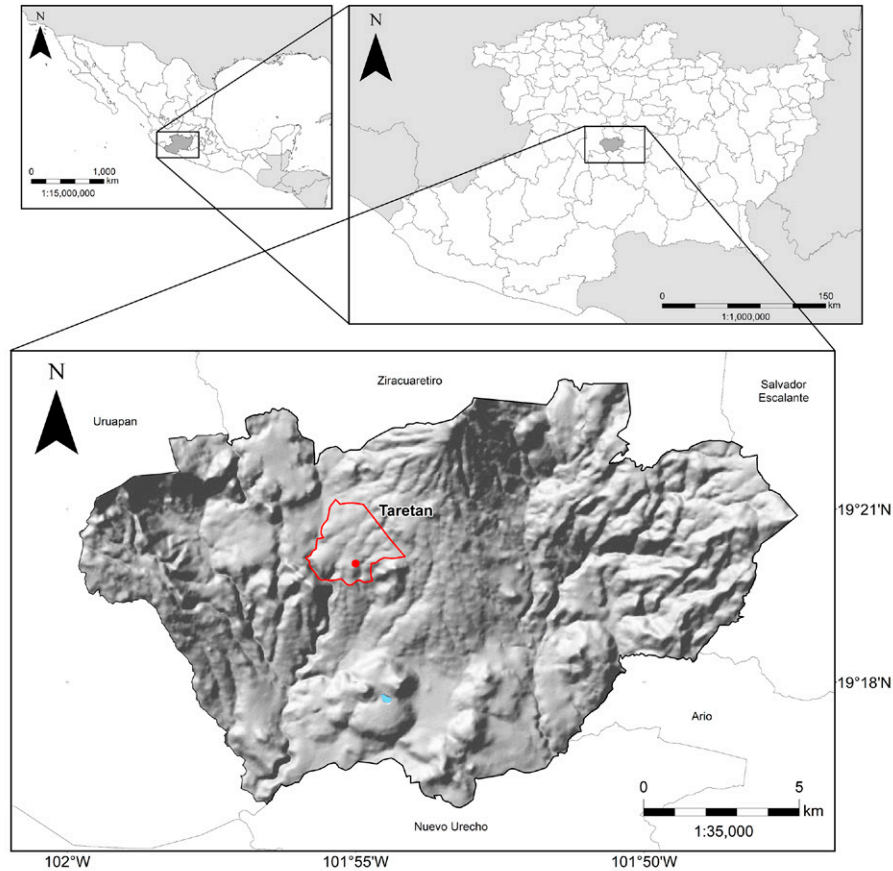 N
0 1,000
km
1:15,000,000
N
0 150
km
1:1,000,000
N
Ziracuaretiro
Salvador
Escalante
Uruapan
Taretan
19°21'N
19°18'N
Ario
0 5
km
1:35,000
Nuevo Urecho
102°W 101°55'W 101°50'W